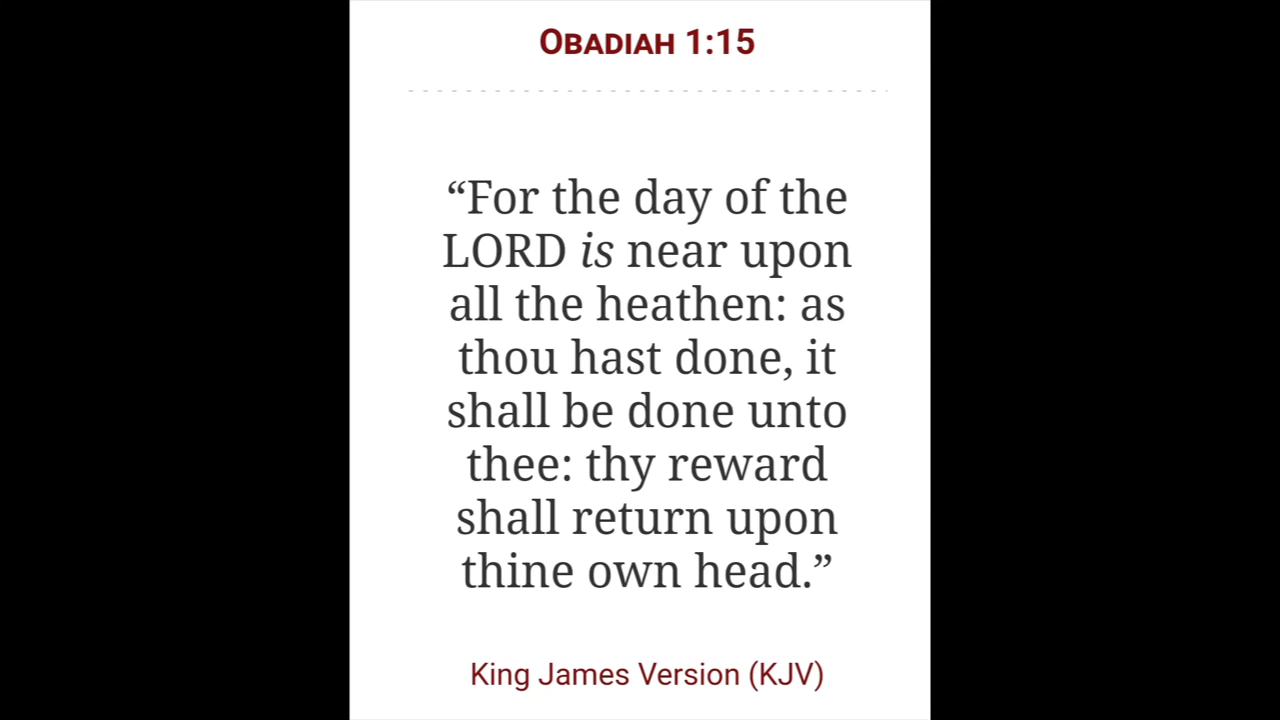 Obadiah 1:15
“For the day of the
LORD is near upon
all the heathen: as
thou hast done, it
shall be done unto
thee: thy reward
shall return upon
thine own head.”
King James Version (KJV)